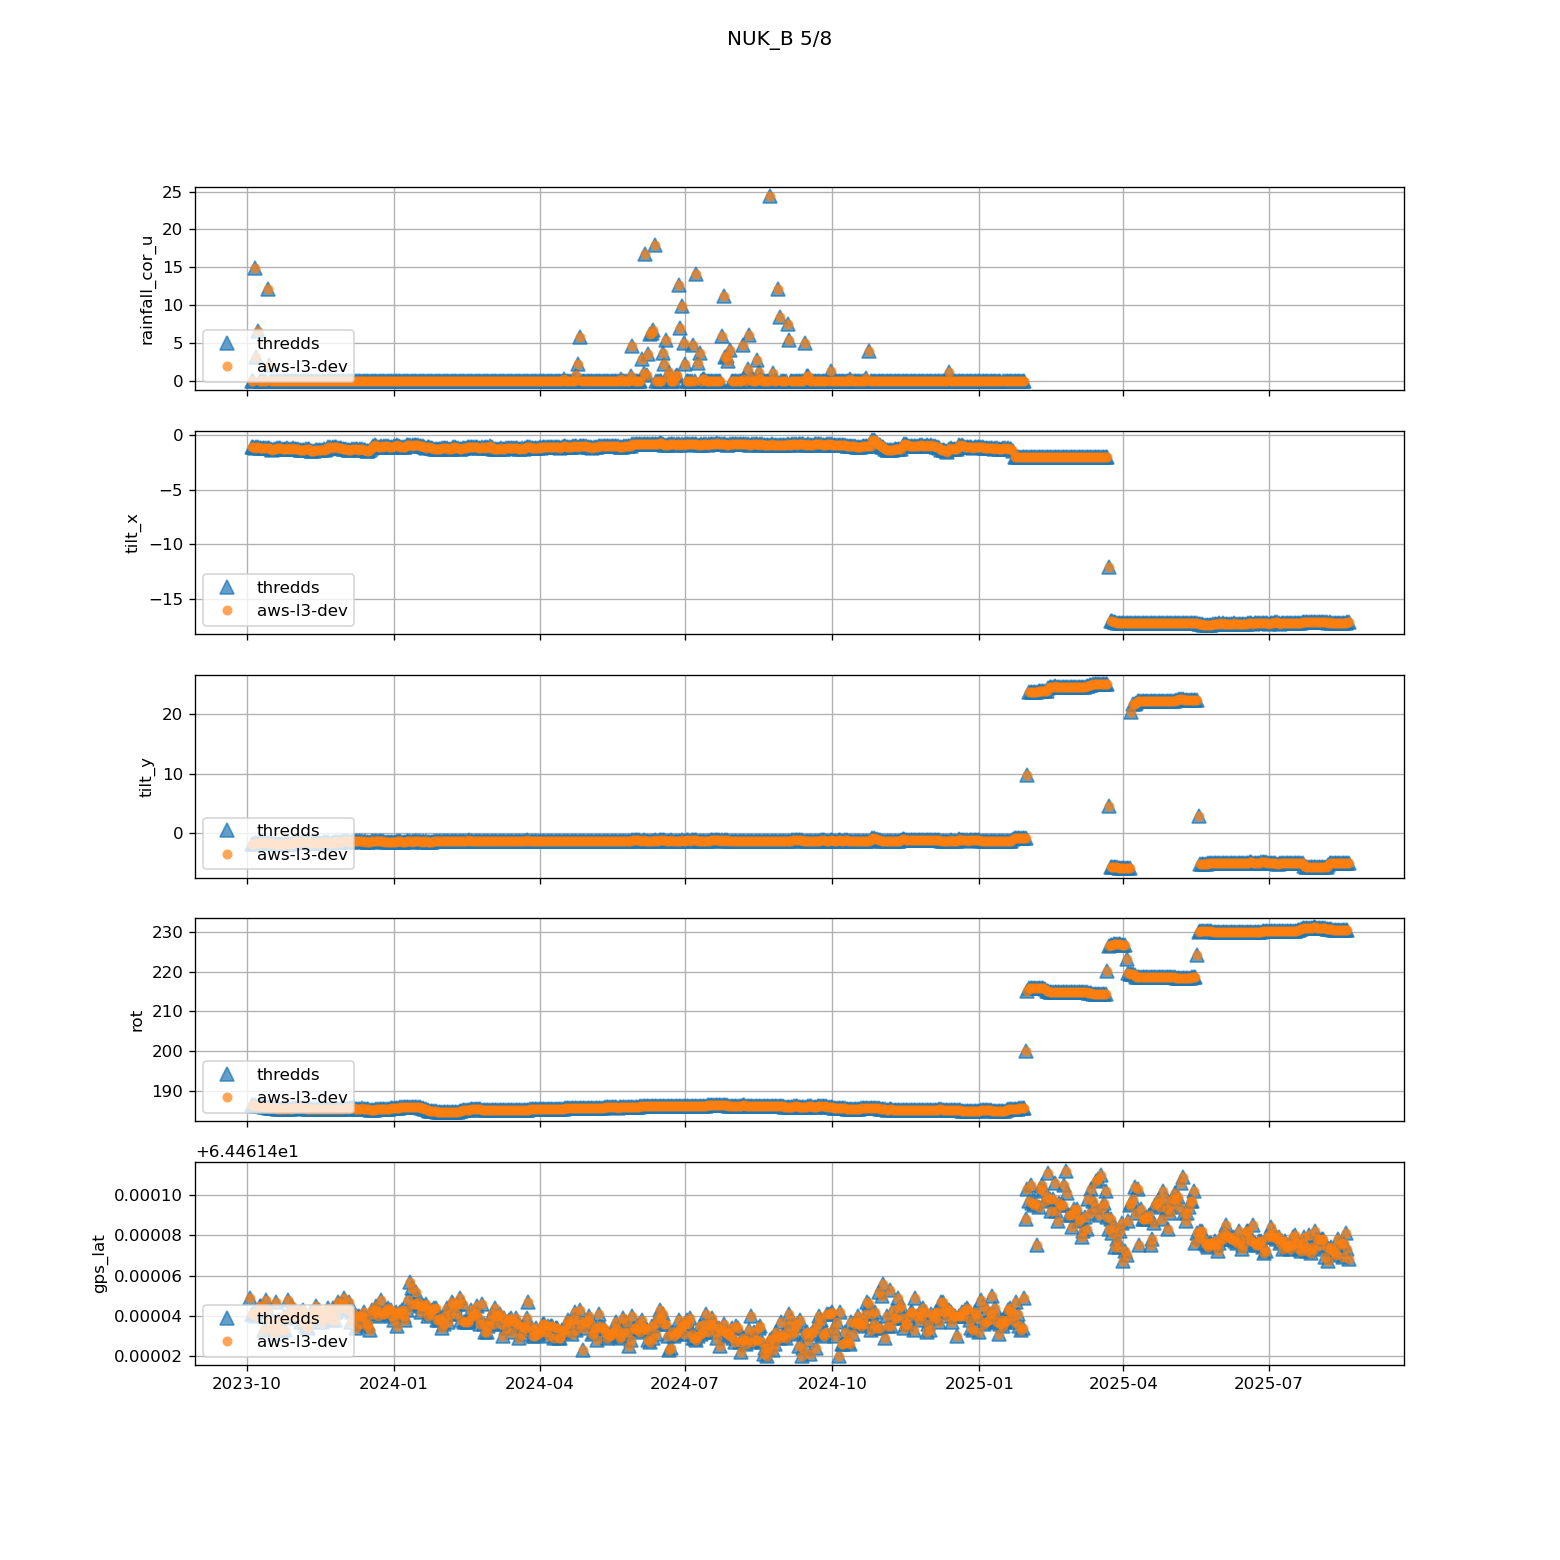 NUK_B 5/8
25
20
15
10
5
0
rainfall_cor_u
thredds
aws-l3-dev
0
−5
−10
−15
tilt_x
thredds
aws-l3-dev
20
10
0
tilt_y
thredds
aws-l3-dev
230
220
210
200
190
rot
thredds
aws-l3-dev
+6.44614e1
0.00010
0.00008
0.00006
0.00004
0.00002
gps_lat
thredds
aws-l3-dev
2023-10 2024-01 2024-04 2024-07 2024-10 2025-01 2025-04 2025-07